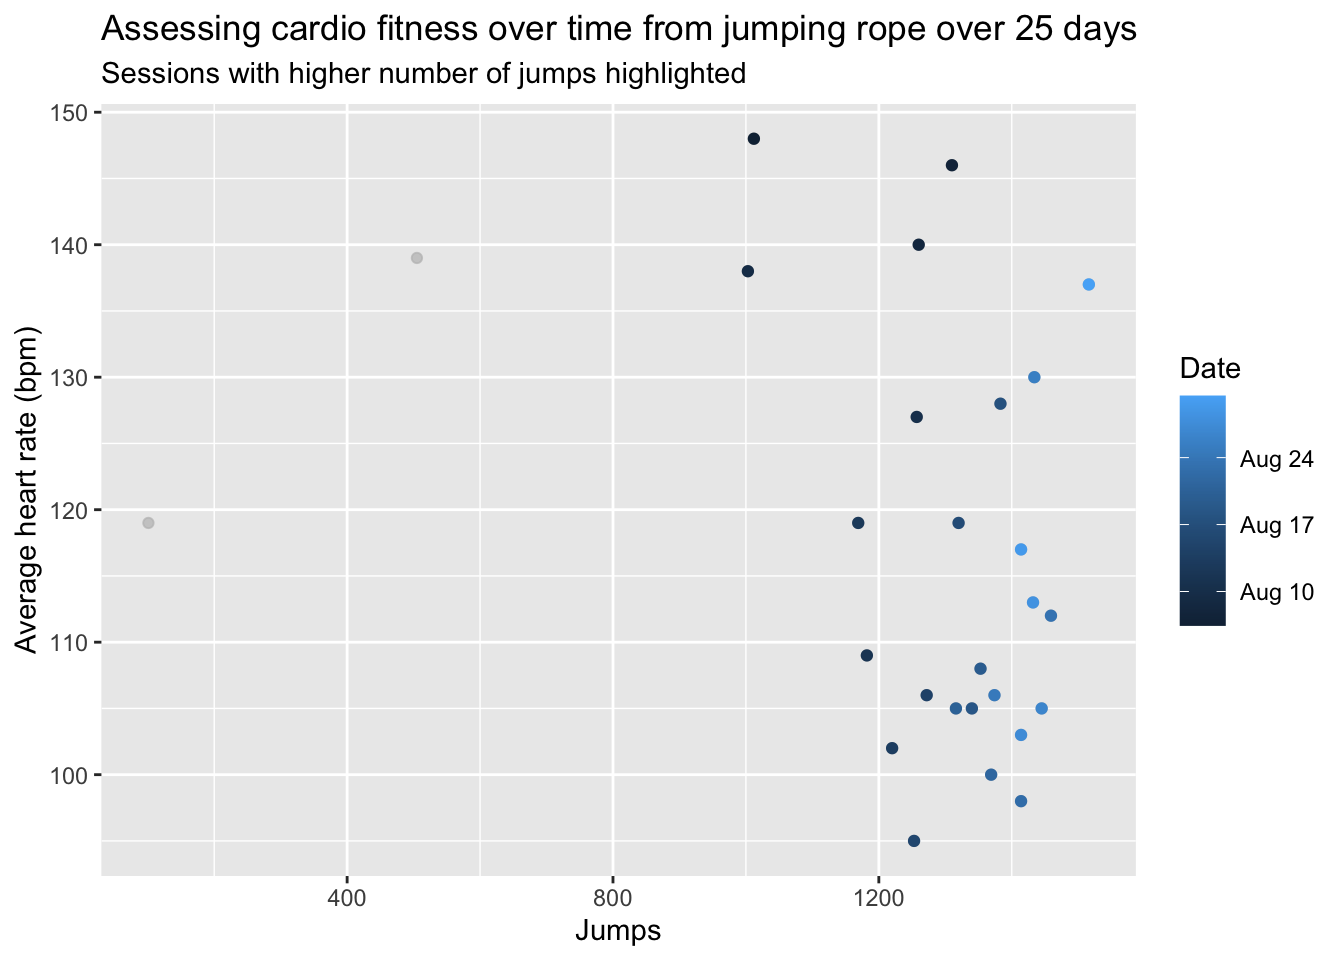 Assessing cardio fitness over time from jumping rope over 25 days
Sessions with higher number of jumps highlighted
150
140
130
120
110
100
Average heart rate (bpm)
400
800
1200
Jumps
Date
Aug 24
Aug 17
Aug 10